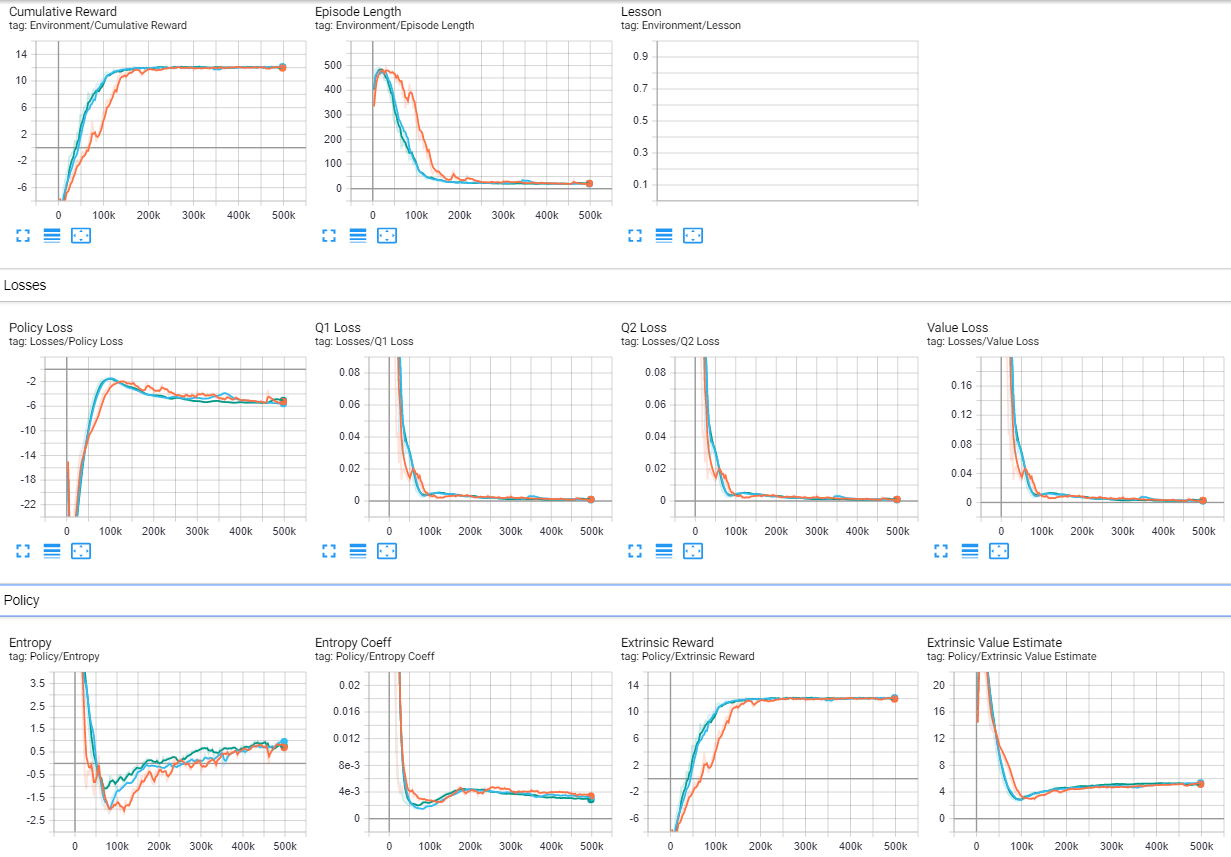 Cumulative Reward
tag: Environment/Cumulative Reward
14
10
6
2
-2
-6
0 100k 200k 300k 400k 500k
Episode Length
tag: Environment/Episode Length
500
400
300
200
100
0
0 100k 200k 300k 400k 500k
Lesson
tag: Environment/Lesson
0.9
0.7
0.5
0.3
0.1
Losses
Policy Loss
tag: Losses/Policy Loss
-2
-6
-10
-14
-18
-22
0 100k 200k 300k 400k 500k
Q1 Loss
tag: Losses/Q1 Loss
0.08
0.06
0.04
0.02
0
0 100k 200k 300k 400k 500k
Q2 Loss
tag: Losses/Q2 Loss
0.08
0.06
0.04
0.02
0
0 100k 200k 300k 400k 500k
Value Loss
tag: Losses/Value Loss
0.16
0.12
0.08
0.04
0
0 100k 200k 300k 400k 500k
Policy
Entropy
tag: Policy/Entropy
3.5
2.5
1.5
0.5
-0.5
-1.5
-2.5
0 100k 200k 300k 400k 500k
Entropy Coeff
tag: Policy/Entropy Coeff
0.02
0.016
0.012
8e-3
4e-3
0
0 100k 200k 300k 400k 500k
Extrinsic Reward
tag: Policy/Extrinsic Reward
14
10
6
2
-2
-6
0 100k 200k 300k 400k 500k
Extrinsic Value Estimate
tag: Policy/Extrinsic Value Estimate
20
16
12
8
4
0
0 100k 200k 300k 400k 500k